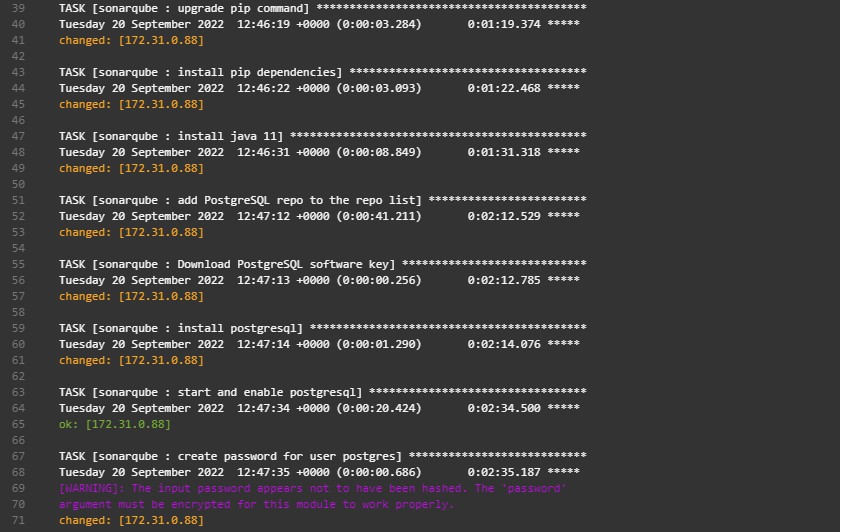 39 TASK [sonarqube : upgrade pip command] *****************************************
40 Tuesday 20 September 2022  12:46:19 +0000 (0:00:03.284)       0:01:19.374 *****
41 changed: [172.31.0.88]
42
43 TASK [sonarqube : install pip dependencies] ************************************
44 Tuesday 20 September 2022  12:46:22 +0000 (0:00:03.093)       0:01:22.468 *****
45 changed: [172.31.0.88]
46
47 TASK [sonarqube : install java 11] *********************************************
48 Tuesday 20 September 2022  12:46:31 +0000 (0:00:08.849)       0:01:31.318 *****
49 changed: [172.31.0.88]
50
51 TASK [sonarqube : add PostgreSQL repo to the repo list] ************************
52 Tuesday 20 September 2022  12:47:12 +0000 (0:00:41.211)       0:02:12.529 *****
53 changed: [172.31.0.88]
54
55 TASK [sonarqube : Download PostgreSQL software key] ****************************
56 Tuesday 20 September 2022  12:47:13 +0000 (0:00:00.256)       0:02:12.785 *****
57 changed: [172.31.0.88]
58
59 TASK [sonarqube : install postgresql] ******************************************
60 Tuesday 20 September 2022  12:47:14 +0000 (0:00:01.290)       0:02:14.076 *****
61 changed: [172.31.0.88]
62
63 TASK [sonarqube : start and enable postgresql] *********************************
64 Tuesday 20 September 2022  12:47:34 +0000 (0:00:20.424)       0:02:34.500 *****
65 ok: [172.31.0.88]
66
67 TASK [sonarqube : create password for user postgres] ***************************
68 Tuesday 20 September 2022  12:47:35 +0000 (0:00:00.686)       0:02:35.187 *****
69 [WARNING]: The input password appears not to have been hashed. The 'password'
70 argument must be encrypted for this module to work properly.
71 changed: [172.31.0.88]